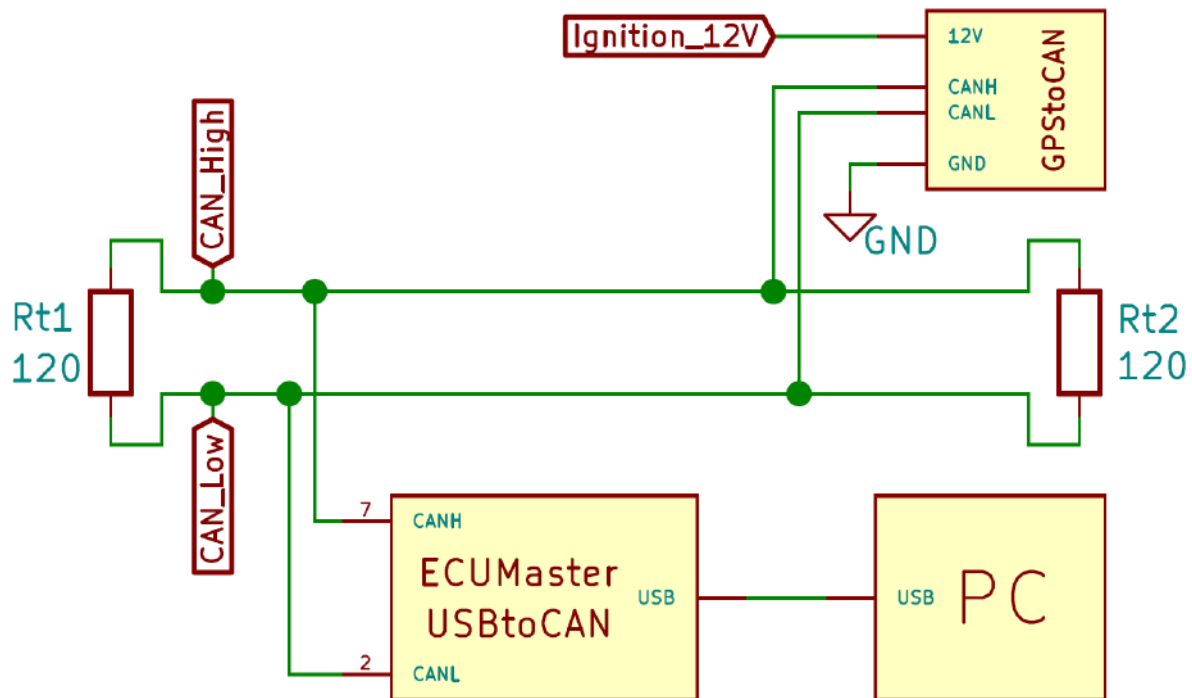 Ignition_12V
12V
CANH
CANL
GND
GPStoCAN
GND
CAN_High
Rt1
120
Rt2
120
CAN_Low
7
CANH
ECUMaster
USBtoCAN
USB
2
CANL
USB
PC